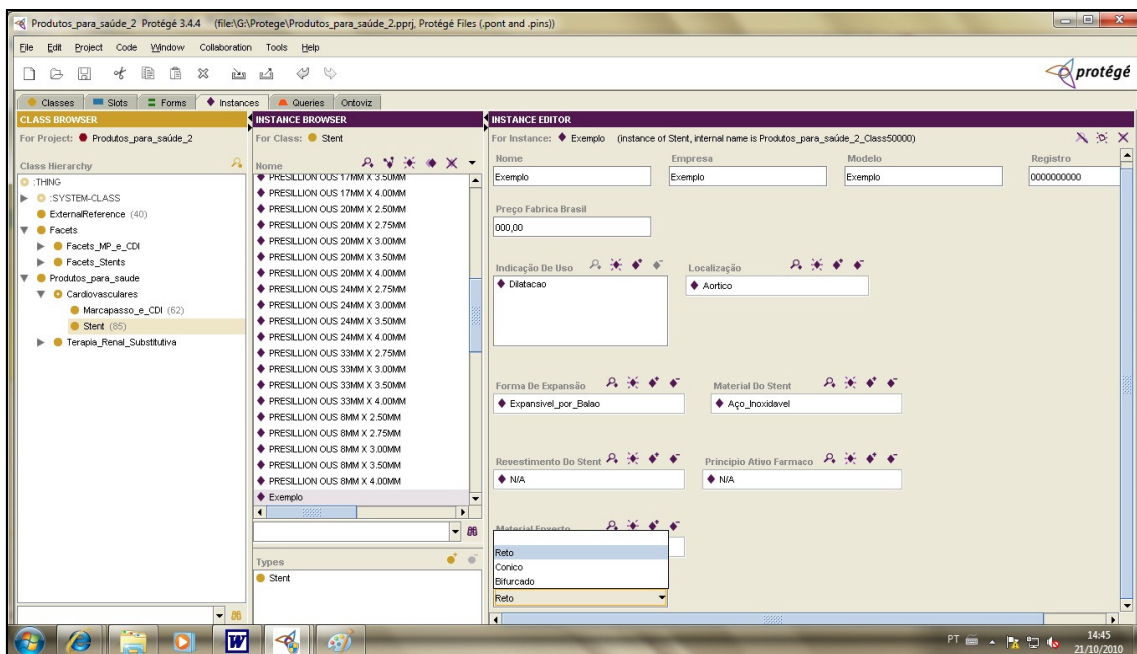 Produtos_para_saúde_2 Protégé 3.4.4 (file:\G:\Protege\Produtos_para_saúde_2.pprj, Protégé Files (.pont and .pins))
File Edit Project Code Window Collaboration Tools Help
protégé
Classes Slots Forms Instances Queries Ontoviz
CLASS BROWSER
For Project: Produtos_para_saúde_2
Class Hierarchy
:THING
:SYSTEM-CLASS
ExternalReference (40)
Facets
Facets_MP_e_CDI
Facets_Stents
Produtos_para_saude
Cardiovasculares
Marcapasso_e_CDI (62)
Stent (85)
Terapia_Renal_Substitutiva
INSTANCE BROWSER
For Class: Stent
Nome
PRESILLION OUS 17MM X 3.50MM
PRESILLION OUS 17MM X 4.00MM
PRESILLION OUS 20MM X 2.50MM
PRESILLION OUS 20MM X 2.75MM
PRESILLION OUS 20MM X 3.00MM
PRESILLION OUS 20MM X 3.50MM
PRESILLION OUS 20MM X 4.00MM
PRESILLION OUS 24MM X 2.75MM
PRESILLION OUS 24MM X 3.00MM
PRESILLION OUS 24MM X 3.50MM
PRESILLION OUS 24MM X 4.00MM
PRESILLION OUS 33MM X 2.75MM
PRESILLION OUS 33MM X 3.00MM
PRESILLION OUS 33MM X 3.50MM
PRESILLION OUS 33MM X 4.00MM
PRESILLION OUS 8MM X 2.50MM
PRESILLION OUS 8MM X 2.75MM
PRESILLION OUS 8MM X 3.00MM
PRESILLION OUS 8MM X 3.50MM
PRESILLION OUS 8MM X 4.00MM
Exemplo
Types
Stent
INSTANCE EDITOR
For Instance: Exemplo (instance of Stent, internal name is Produtos_para_saúde_2_Class50000)
Nome Empresa Modelo Registro
Exemplo Exemplo Exemplo 0000000000
Preço Fabrica Brasil
000,00
Indicação De Uso Localização
Dilatacao Aortico
Forma De Expansão Material Do Stent
Expansivel_por_Balao Aço_Inoxidavel
Revestimento Do Stent Principio Ativo Farmaco
N/A N/A
Material Enxerto
Reto
Conico
Bifurcado
Reto
PT 14:45
21/10/2010